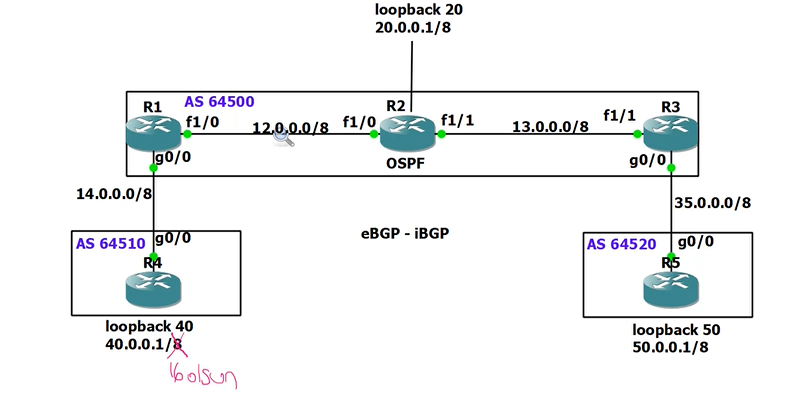 loopback 20
20.0.0.1/8
AS 64500
R1
R2
R3
f1/0
12.0.0.0/8
f1/0
f1/1
13.0.0.0/8
f1/1
g0/0
OSPF
g0/0
14.0.0.0/8
35.0.0.0/8
g0/0
AS 64510
eBGP - iBGP
AS 64520
g0/0
R4
R5
loopback 40
40.0.0.1/8
16 olsun
loopback 50
50.0.0.1/8